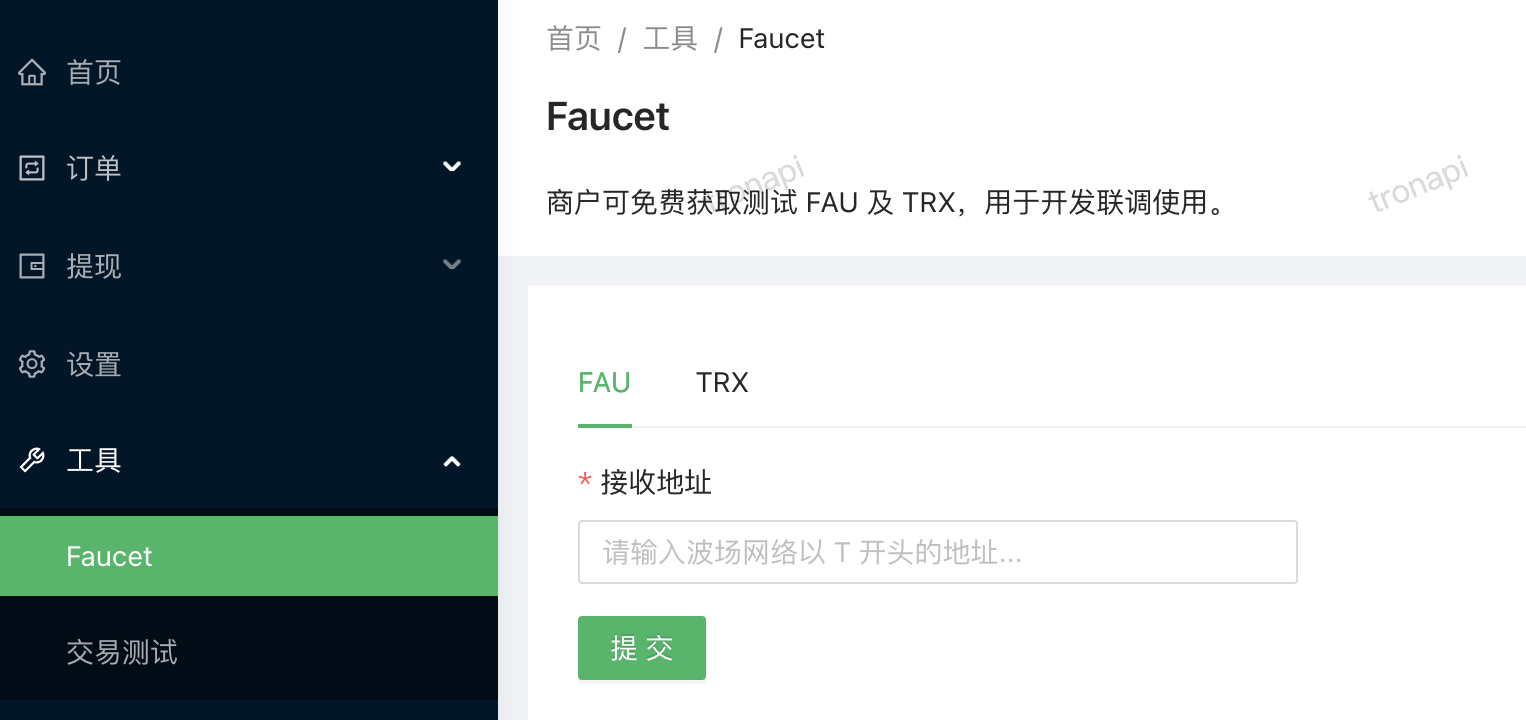 首页
订单
提现
设置
工具
Faucet
交易测试
首页 / 工具 / Faucet
Faucet
商户可免费获取测试 FAU 及 TRX，用于开发联调使用。
tronapi
tronapi
FAU TRX
* 接收地址
请输入波场网络以 T 开头的地址...
提 交